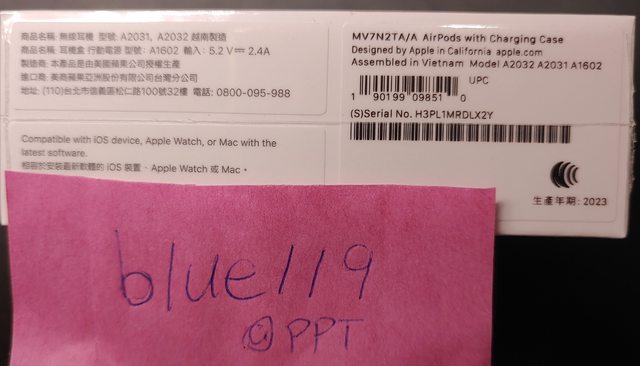 商品名稱: 無線耳機 型號: A2031, A2032 越南製造
商品名稱: 耳機盒 行動電源 型號: A1602 輸入: 5.2 V⎓ 2.4A
製造商: 本產品是由美國蘋果公司授權生產
進口商: 美商蘋果亞洲股份有限公司台灣分公司
地址: (110)台北市信義區松仁路100號32樓 電話: 0800-095-988
Compatible with iOS device, Apple Watch, or Mac with the
latest software.
相容於安裝最新軟體的 iOS 裝置、Apple Watch 或 Mac。
MV7N2TA/A AirPods with Charging Case
Designed by Apple in California apple.com
Assembled in Vietnam Model A2032 A2031 A1602
UPC
1 90199 09851 0
(S)Serial No. H3PL1MRDLX2Y
生產年期: 2023
blue119
@PPT